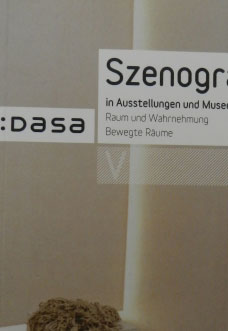 Szenogra
in Ausstellungen und Muse
:DASA
Raum und Wahrnehmung
Bewegte Räume
V